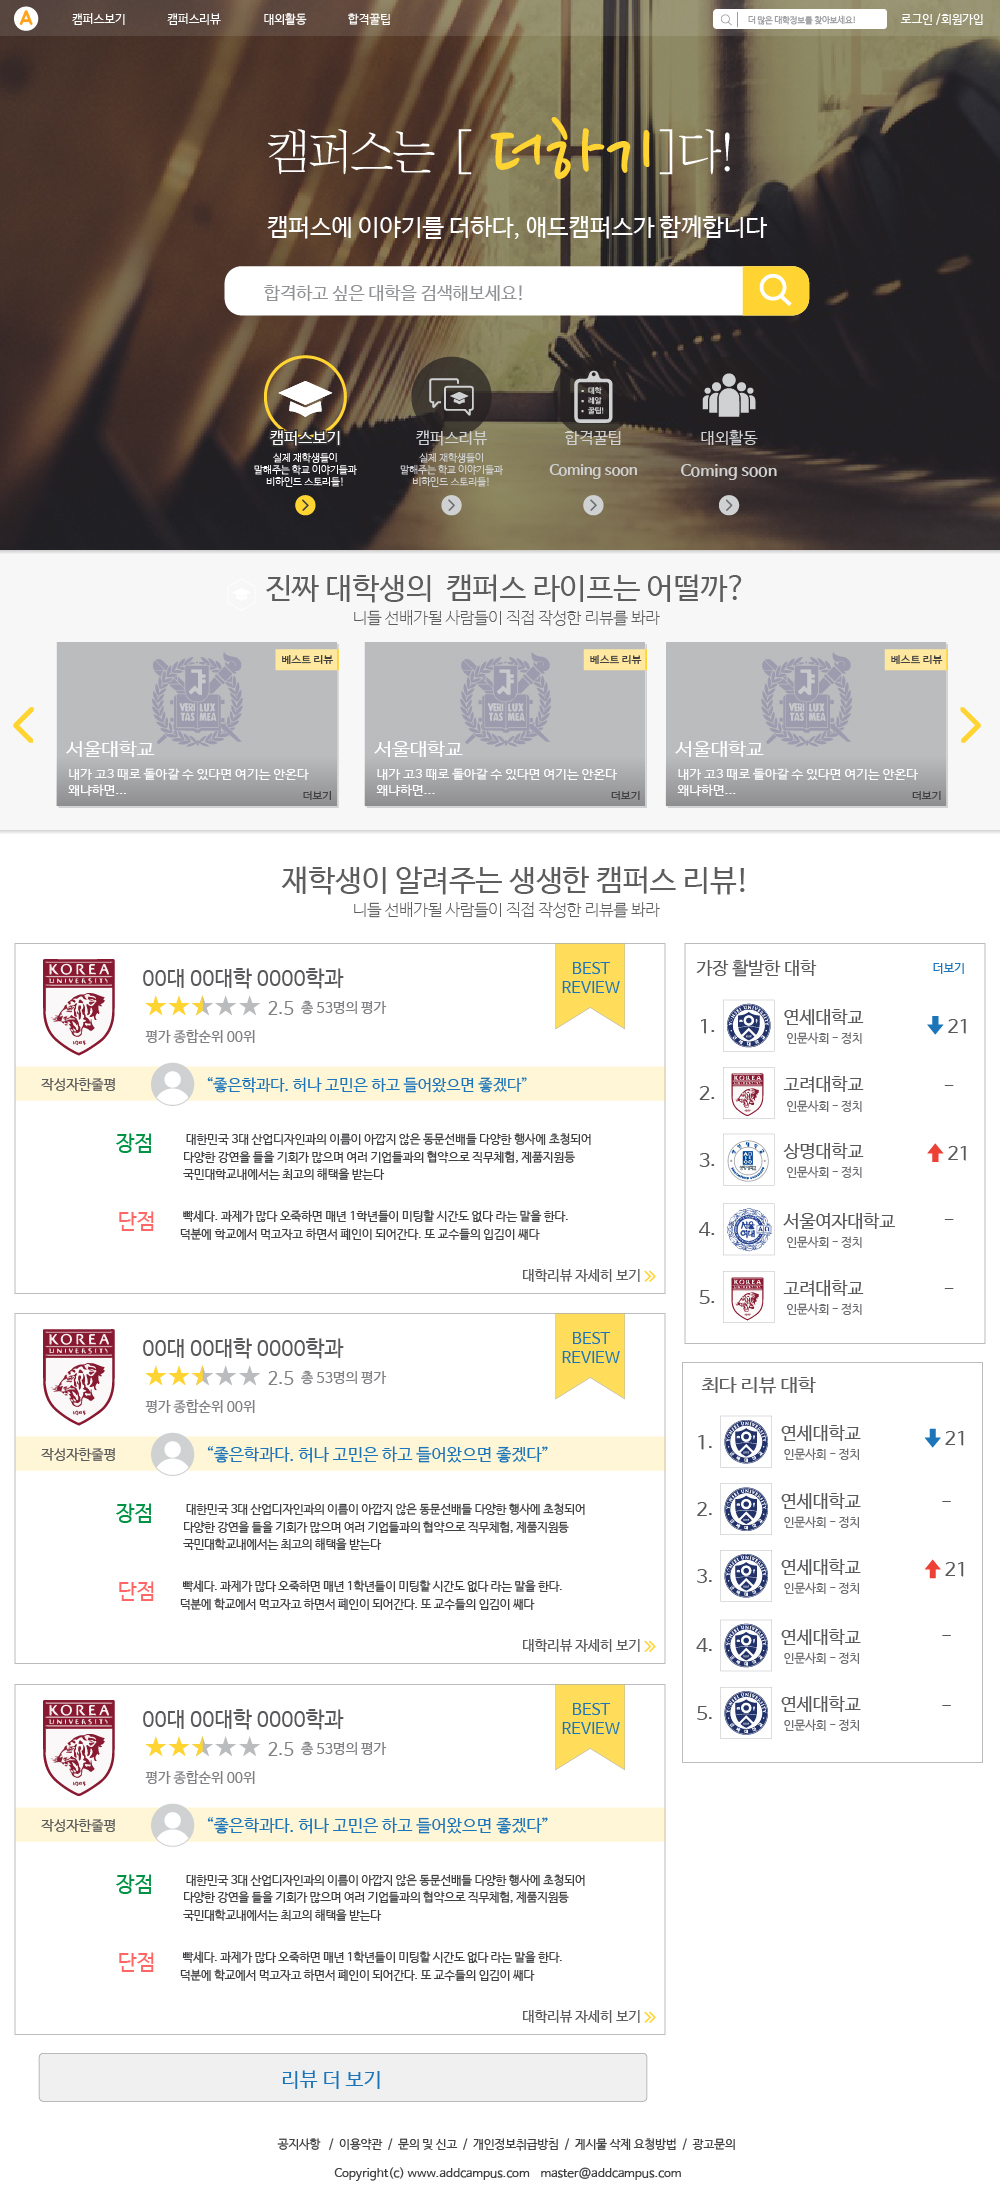 A 캠퍼스보기 캠퍼스리뷰 대외활동 합격꿀팁 더 많은 대학정보를 찾아보세요! 로그인 /회원가입
캠퍼스는 [ 더하기 ]다!
캠퍼스에 이야기를 더하다, 애드캠퍼스가 함께합니다
합격하고 싶은 대학을 검색해보세요!
대학
레알
꿀팁!
캠퍼스보기 캠퍼스리뷰 합격꿀팁 대외활동
실제 재학생들이
말해주는 학교 이야기들과
비하인드 스토리들!
실제 재학생들이
말해주는 학교 이야기들과
비하인드 스토리들!
Coming soon
Coming soon
진짜 대학생의 캠퍼스 라이프는 어떨까?
니들 선배가될 사람들이 직접 작성한 리뷰를 봐라
베스트 리뷰
VERI LUX
TAS MEA
서울대학교
내가 고3 때로 돌아갈 수 있다면 여기는 안온다
왜냐하면...
더보기
베스트 리뷰
VERI LUX
TAS MEA
서울대학교
내가 고3 때로 돌아갈 수 있다면 여기는 안온다
왜냐하면...
더보기
베스트 리뷰
VERI LUX
TAS MEA
서울대학교
내가 고3 때로 돌아갈 수 있다면 여기는 안온다
왜냐하면...
더보기
재학생이 알려주는 생생한 캠퍼스 리뷰!
니들 선배가될 사람들이 직접 작성한 리뷰를 봐라
KOREA
UNIVERSITY
1905
00대 00대학 0000학과
2.5 총 53명의 평가
평가 종합순위 00위
BEST
REVIEW
작성자한줄평 “좋은학과다. 허나 고민은 하고 들어왔으면 좋겠다”
장점
대한민국 3대 산업디자인과의 이름이 아깝지 않은 동문선배들 다양한 행사에 초청되어
다양한 강연을 들을 기회가 많으며 여러 기업들과의 협약으로 직무체험, 제품지원등
국민대학교내에서는 최고의 해택을 받는다
단점
빡세다. 과제가 많다 오죽하면 매년 1학년들이 미팅할 시간도 없다 라는 말을 한다.
덕분에 학교에서 먹고자고 하면서 폐인이 되어간다. 또 교수들의 입김이 쎄다
대학리뷰 자세히 보기
KOREA
UNIVERSITY
1905
00대 00대학 0000학과
2.5 총 53명의 평가
평가 종합순위 00위
BEST
REVIEW
작성자한줄평 “좋은학과다. 허나 고민은 하고 들어왔으면 좋겠다”
장점
대한민국 3대 산업디자인과의 이름이 아깝지 않은 동문선배들 다양한 행사에 초청되어
다양한 강연을 들을 기회가 많으며 여러 기업들과의 협약으로 직무체험, 제품지원등
국민대학교내에서는 최고의 해택을 받는다
단점
빡세다. 과제가 많다 오죽하면 매년 1학년들이 미팅할 시간도 없다 라는 말을 한다.
덕분에 학교에서 먹고자고 하면서 폐인이 되어간다. 또 교수들의 입김이 쎄다
대학리뷰 자세히 보기
KOREA
UNIVERSITY
1905
00대 00대학 0000학과
2.5 총 53명의 평가
평가 종합순위 00위
BEST
REVIEW
작성자한줄평 “좋은학과다. 허나 고민은 하고 들어왔으면 좋겠다”
장점
대한민국 3대 산업디자인과의 이름이 아깝지 않은 동문선배들 다양한 행사에 초청되어
다양한 강연을 들을 기회가 많으며 여러 기업들과의 협약으로 직무체험, 제품지원등
국민대학교내에서는 최고의 해택을 받는다
단점
빡세다. 과제가 많다 오죽하면 매년 1학년들이 미팅할 시간도 없다 라는 말을 한다.
덕분에 학교에서 먹고자고 하면서 폐인이 되어간다. 또 교수들의 입김이 쎄다
대학리뷰 자세히 보기
리뷰 더 보기
가장 활발한 대학 더보기
1. 연세대학교 21
인문사회 - 정치
2. 고려대학교 -
인문사회 - 정치
3. 상명대학교 21
인문사회 - 정치
4. 서울여자대학교 -
인문사회 - 정치
5. 고려대학교 -
인문사회 - 정치
최다 리뷰 대학
1. 연세대학교 21
인문사회 - 정치
2. 연세대학교 -
인문사회 - 정치
3. 연세대학교 21
인문사회 - 정치
4. 연세대학교 -
인문사회 - 정치
5. 연세대학교 -
인문사회 - 정치
공지사항 / 이용약관 / 문의 및 신고 / 개인정보취급방침 / 게시물 삭제 요청방법 / 광고문의
Copyright(c) www.addcampus.com master@addcampus.com